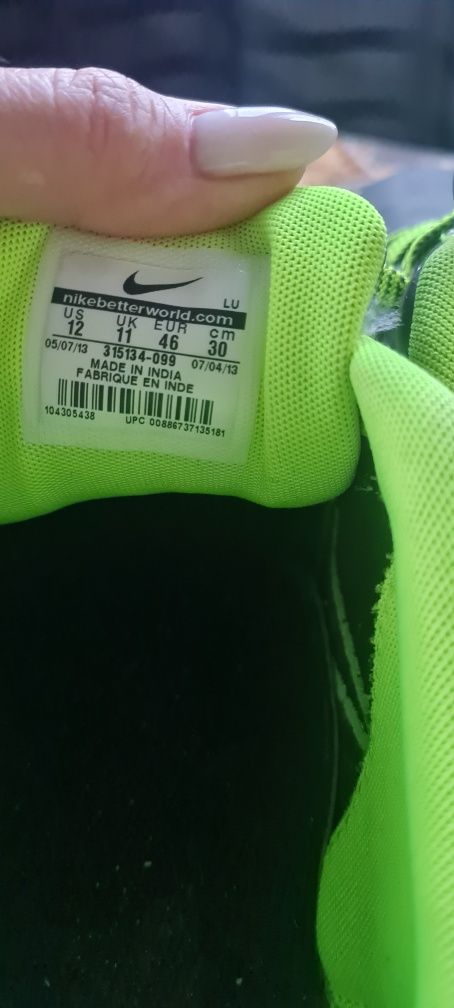 LU
nikebetterworld.com
US UK EUR cm
12 11 46 30
05/07/13 315134-099 07/04/13
MADE IN INDIA
FABRIQUE EN INDE
104305438 UPC 00886737135181